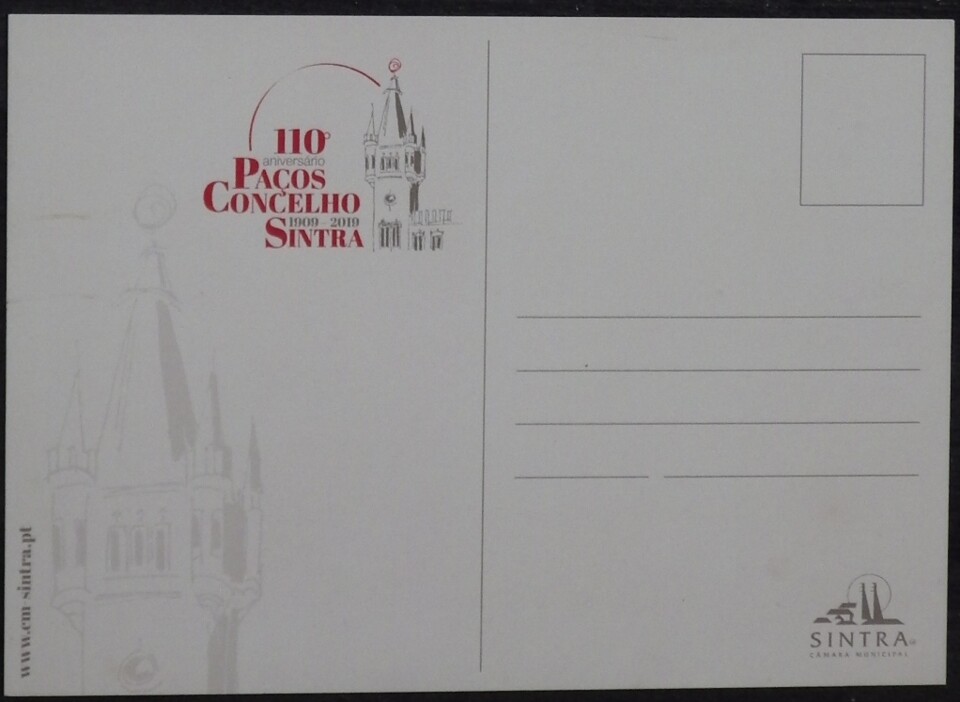 110º
aniversário
PAÇOS
CONCELHO
1909 - 2019
SINTRA
www.cm-sintra.pt
SINTRA
CÂMARA MUNICIPAL